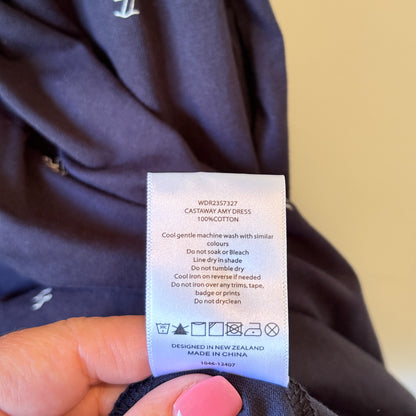 WDR2357327
CASTAWAY AMY DRESS
100%COTTON
Cool gentle machine wash with similar
colours
Do not soak or Bleach
Line dry in shade
Do not tumble dry
Cool iron on reverse if needed
Do not iron over any trims, tape,
badge or prints
Do not dryclean
DESIGNED IN NEW ZEALAND
MADE IN CHINA
1046-12407